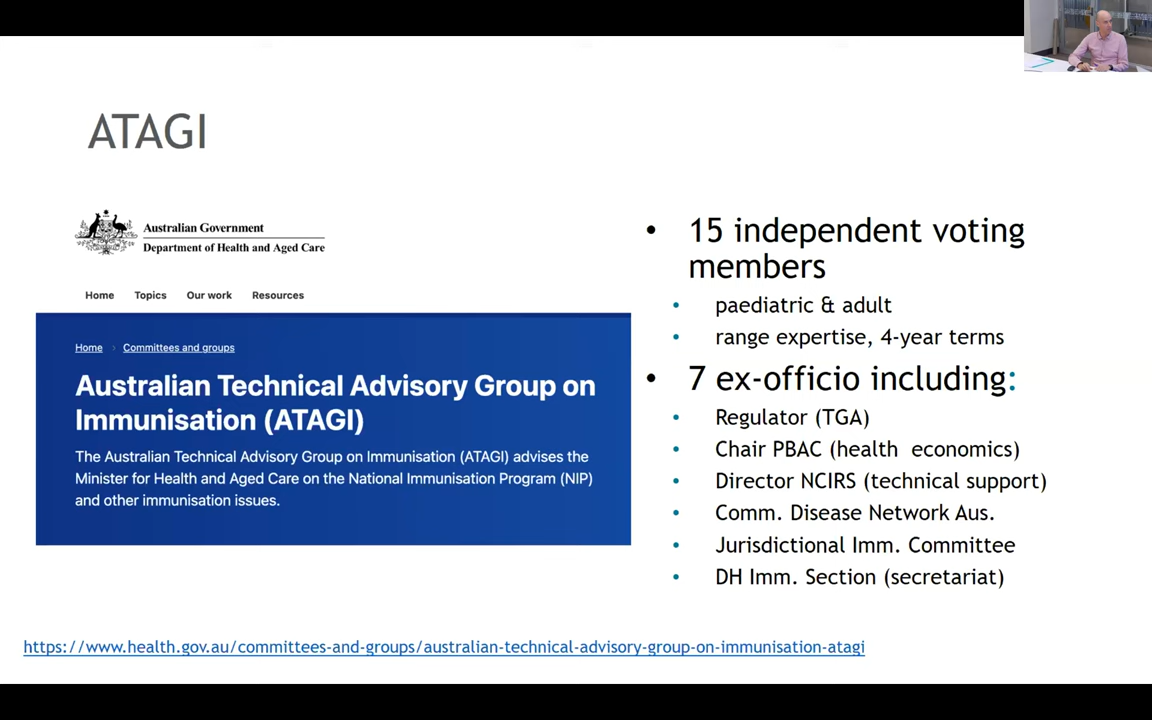 ATAGI
Australian Government
Department of Health and Aged Care
Home Topics Our work Resources
Home › Committees and groups
Australian Technical Advisory Group on
Immunisation (ATAGI)
The Australian Technical Advisory Group on Immunisation (ATAGI) advises the
Minister for Health and Aged Care on the National Immunisation Program (NIP)
and other immunisation issues.
• 15 independent voting
members
• paediatric & adult
• range expertise, 4-year terms
• 7 ex-officio including:
• Regulator (TGA)
• Chair PBAC (health economics)
• Director NCIRS (technical support)
• Comm. Disease Network Aus.
• Jurisdictional Imm. Committee
• DH Imm. Section (secretariat)
https://www.health.gov.au/committees-and-groups/australian-technical-advisory-group-on-immunisation-atagi